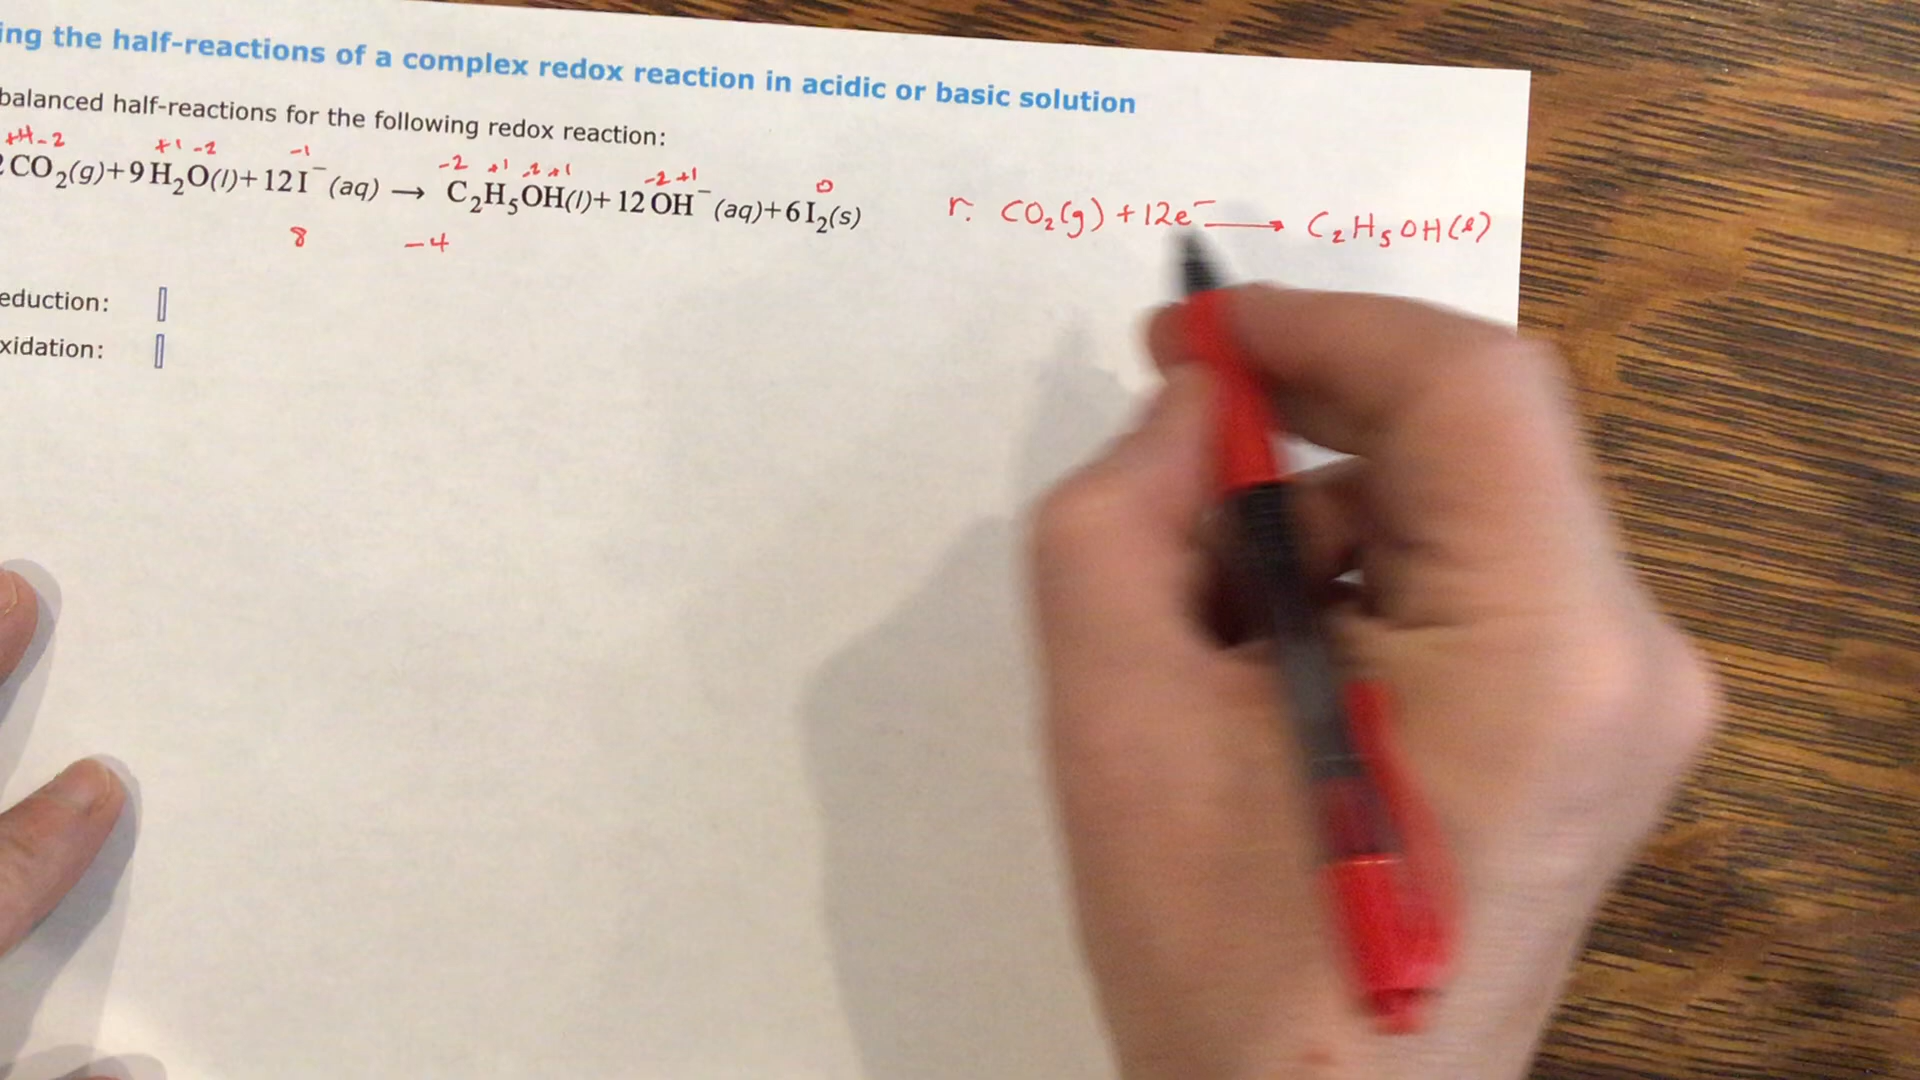 ing the half-reactions of a complex redox reaction in acidic or basic solution
balanced half-reactions for the following redox reaction:
+4 -2 +1 -2 -1 -2 +1 -2 +1 -2 +1 0
2CO₂(g)+9H₂O(l)+12I⁻(aq) → C₂H₅OH(l)+12OH⁻(aq)+6I₂(s)
8 -4
r: CO₂(g) + 12e⁻ → C₂H₅OH(l)
eduction:
xidation: